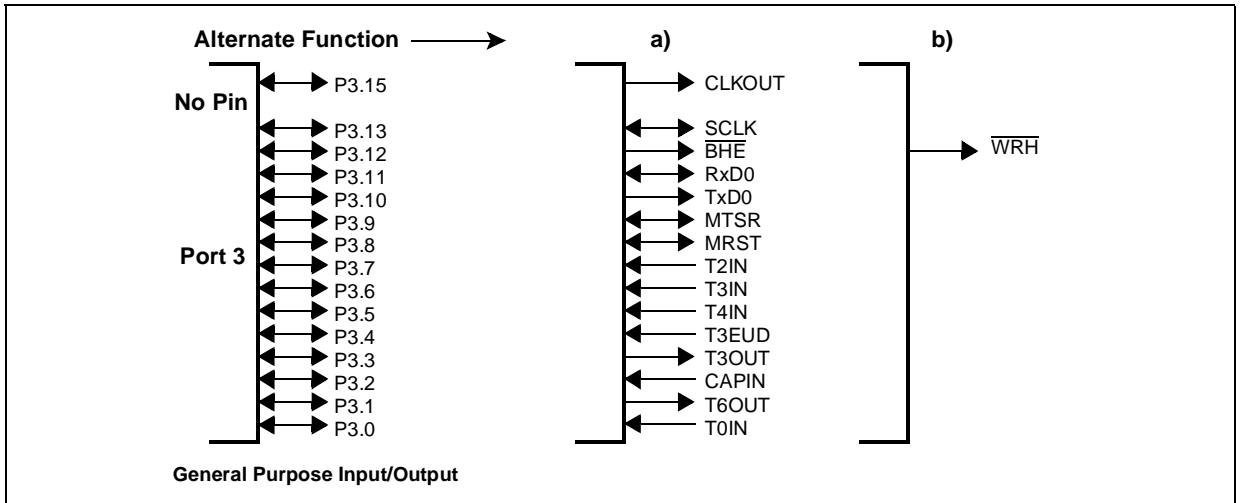 Alternate Function a) b)
No Pin
Port 3
P3.15
P3.13
P3.12
P3.11
P3.10
P3.9
P3.8
P3.7
P3.6
P3.5
P3.4
P3.3
P3.2
P3.1
P3.0
CLKOUT
SCLK
BHE
RxD0
TxD0
MTSR
MRST
T2IN
T3IN
T4IN
T3EUD
T3OUT
CAPIN
T6OUT
T0IN
WRH
General Purpose Input/Output